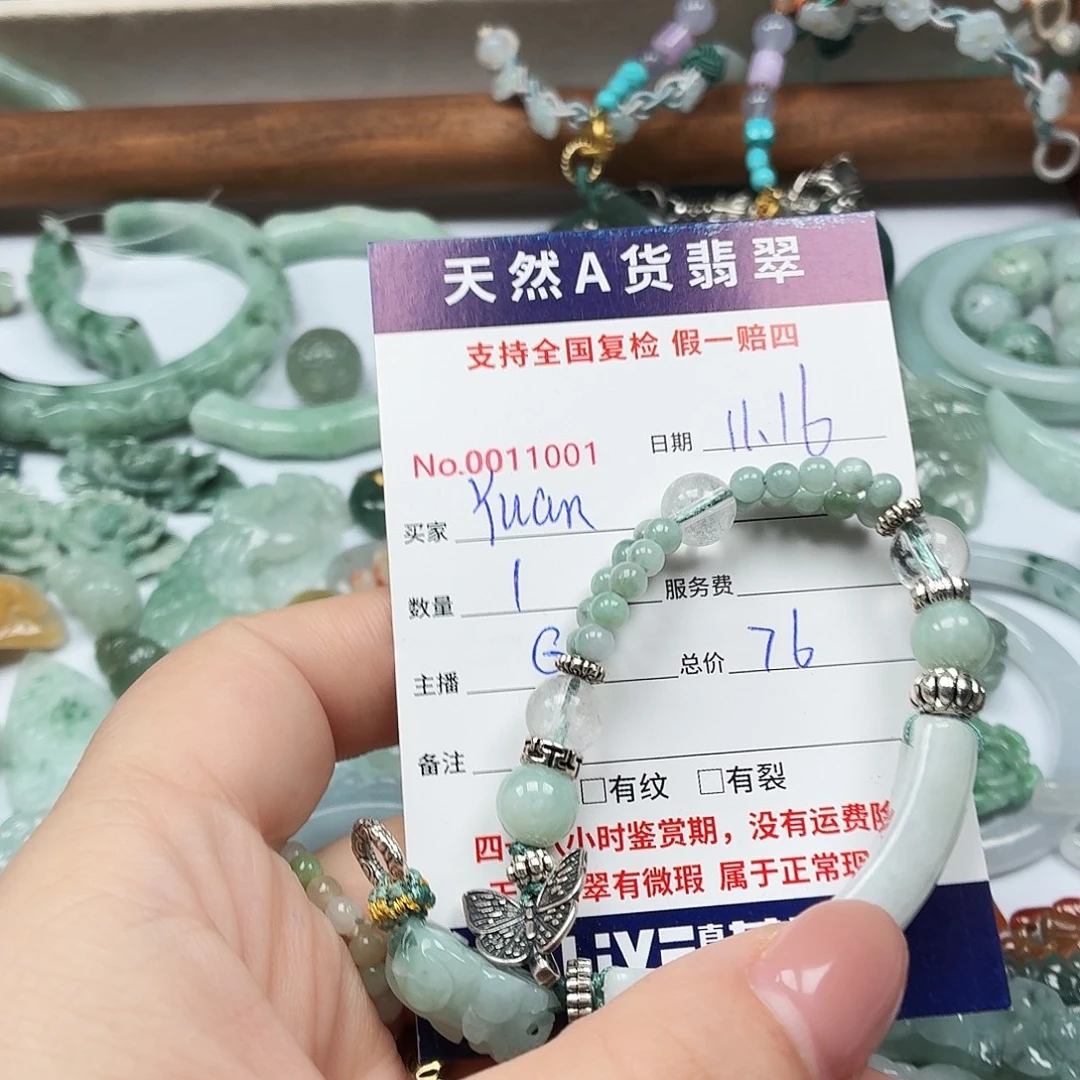 天然A货翡翠
支持全国复检 假一赔四
No.0011001 日期 11.16
买家 Yuan
数量 1 服务费
主播 G 总价 76
备注
□有纹 □有裂
小时鉴赏期，没有运费险
翠有微瑕 属于正常现